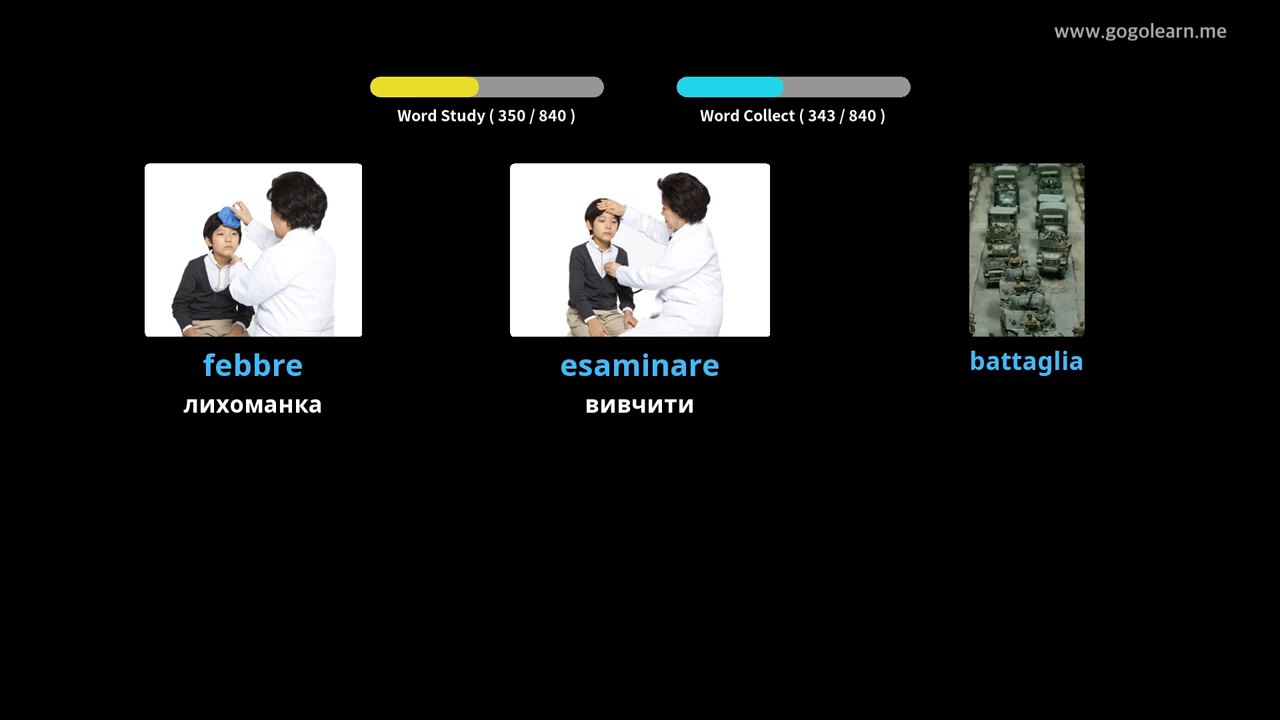 www.gogolearn.me
Word Study ( 350 / 840 )
Word Collect ( 343 / 840 )
febbre
лихоманка
esaminare
вивчити
battaglia